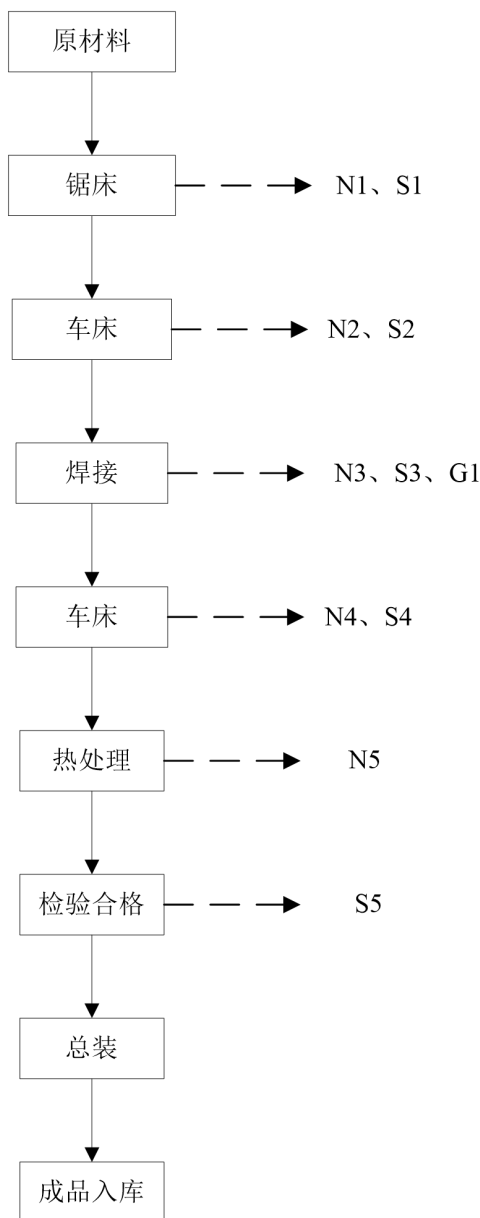 原材料
锯床
N1、S1
车床
N2、S2
焊接
N3、S3、G1
车床
N4、S4
热处理
N5
检验合格
S5
总装
成品入库